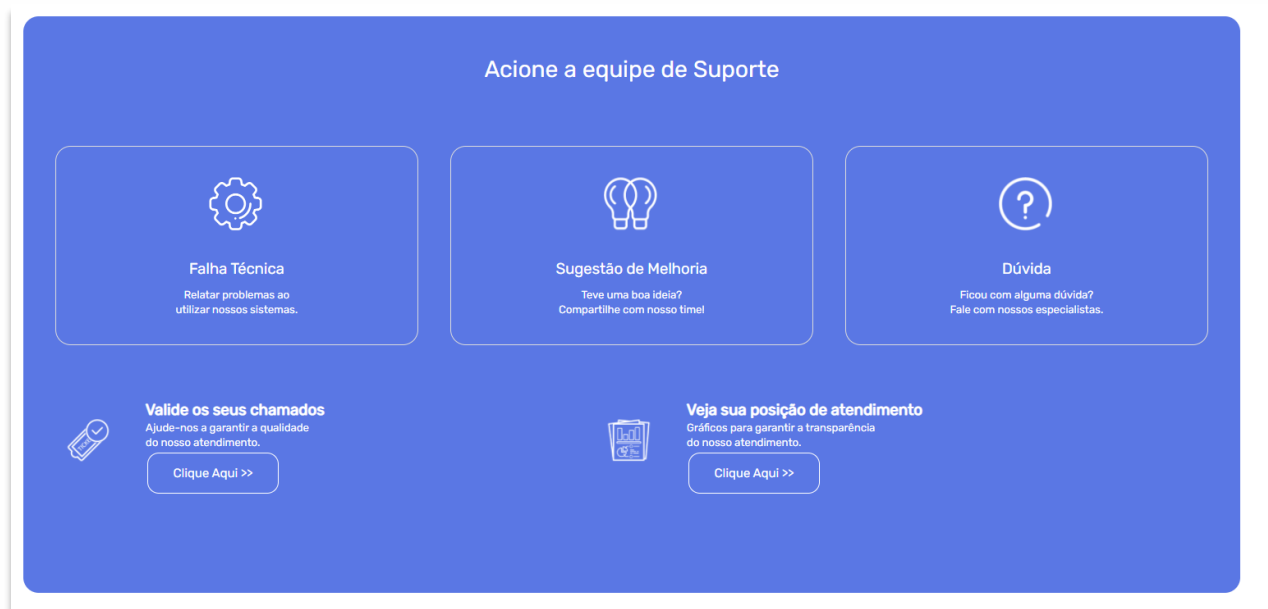 Acione a equipe de Suporte
Falha Técnica
Relatar problemas ao
utilizar nossos sistemas.
Sugestão de Melhoria
Teve uma boa ideia?
Compartilhe com nosso time!
Dúvida
Ficou com alguma dúvida?
Fale com nossos especialistas.
TICKET
Valide os seus chamados
Ajude-nos a garantir a qualidade
do nosso atendimento.
Clique Aqui >>
Veja sua posição de atendimento
Gráficos para garantir a transparência
do nosso atendimento.
Clique Aqui >>